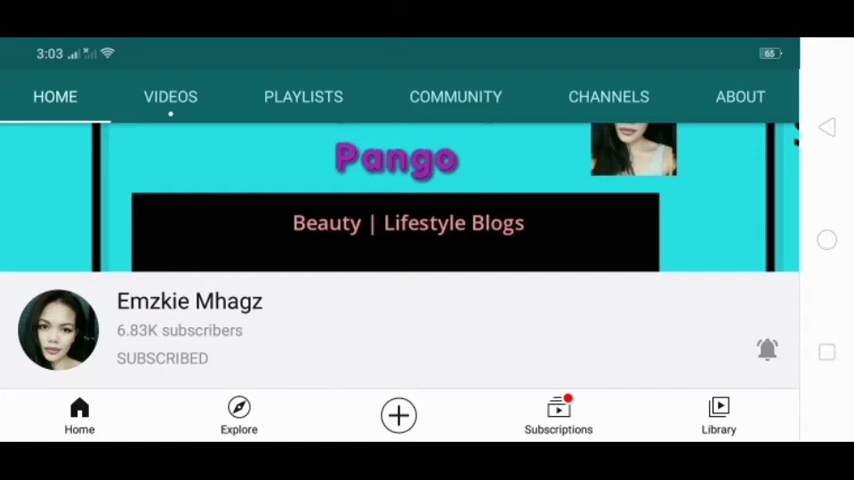 3:03
65
HOME VIDEOS PLAYLISTS COMMUNITY CHANNELS ABOUT
Pango
Beauty | Lifestyle Blogs
Emzkie Mhagz
6.83K subscribers
SUBSCRIBED
Home Explore Subscriptions Library